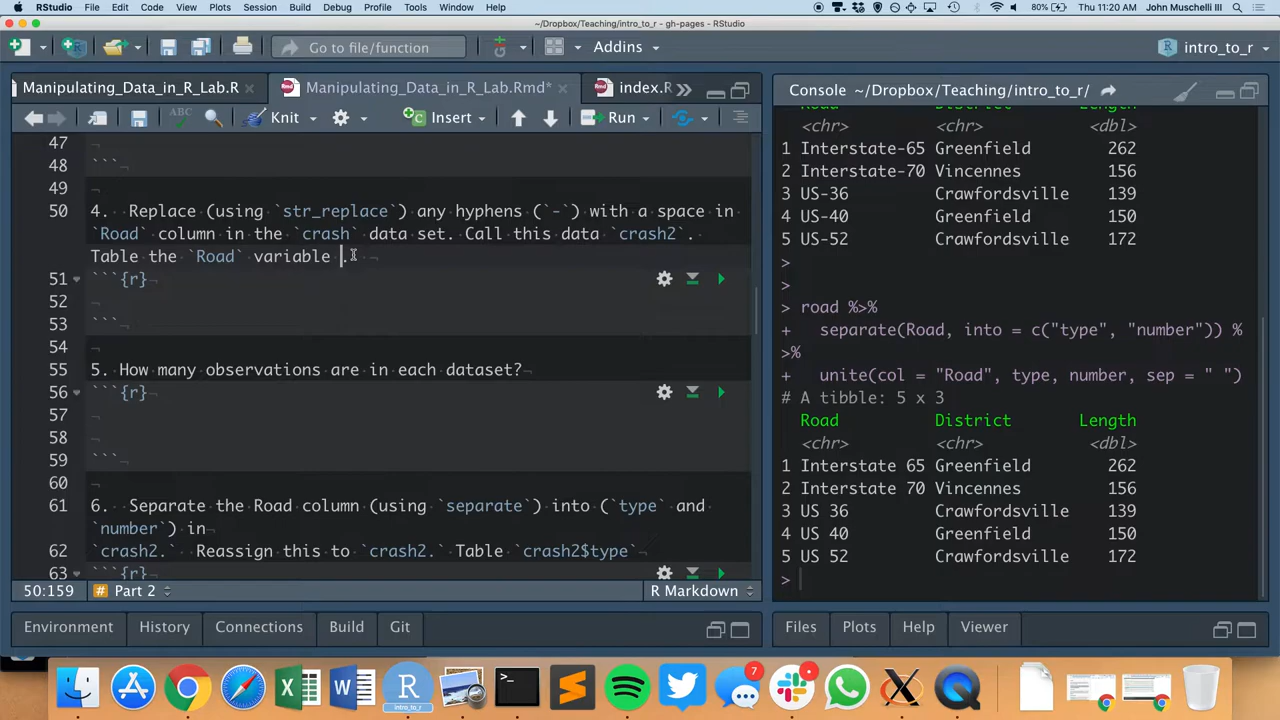 RStudio File Edit Code View Plots Session Build Debug Profile Tools Window Help 80% Thu 11:20 AM John Muschelli III
~/Dropbox/Teaching/intro_to_r - gh-pages - RStudio
Go to file/function Addins intro_to_r
Manipulating_Data_in_R_Lab.R Manipulating_Data_in_R_Lab.Rmd* index.R
Knit Insert Run
47
48 ```
49
50 4. Replace (using `str_replace`) any hyphens (`-`) with a space in
`Road` column in the `crash` data set. Call this data `crash2`.
Table the `Road` variable .
51 ```{r}
52
53 ```
54
55 5. How many observations are in each dataset?
56 ```{r}
57
58
59 ```
60
61 6. Separate the Road column (using `separate`) into (`type` and
`number`) in
62 `crash2.` Reassign this to `crash2.` Table `crash2$type`
63 ```{r}
50:159 # Part 2 R Markdown
Environment History Connections Build Git
Console ~/Dropbox/Teaching/intro_to_r/
Road District Length
<chr> <chr> <dbl>
1 Interstate-65 Greenfield 262
2 Interstate-70 Vincennes 156
3 US-36 Crawfordsville 139
4 US-40 Greenfield 150
5 US-52 Crawfordsville 172
>
>
> road %>%
+ separate(Road, into = c("type", "number")) %
>%
+ unite(col = "Road", type, number, sep = " ")
# A tibble: 5 x 3
Road District Length
<chr> <chr> <dbl>
1 Interstate 65 Greenfield 262
2 Interstate 70 Vincennes 156
3 US 36 Crawfordsville 139
4 US 40 Greenfield 150
5 US 52 Crawfordsville 172
>
Files Plots Help Viewer
R
intro_to_r
7